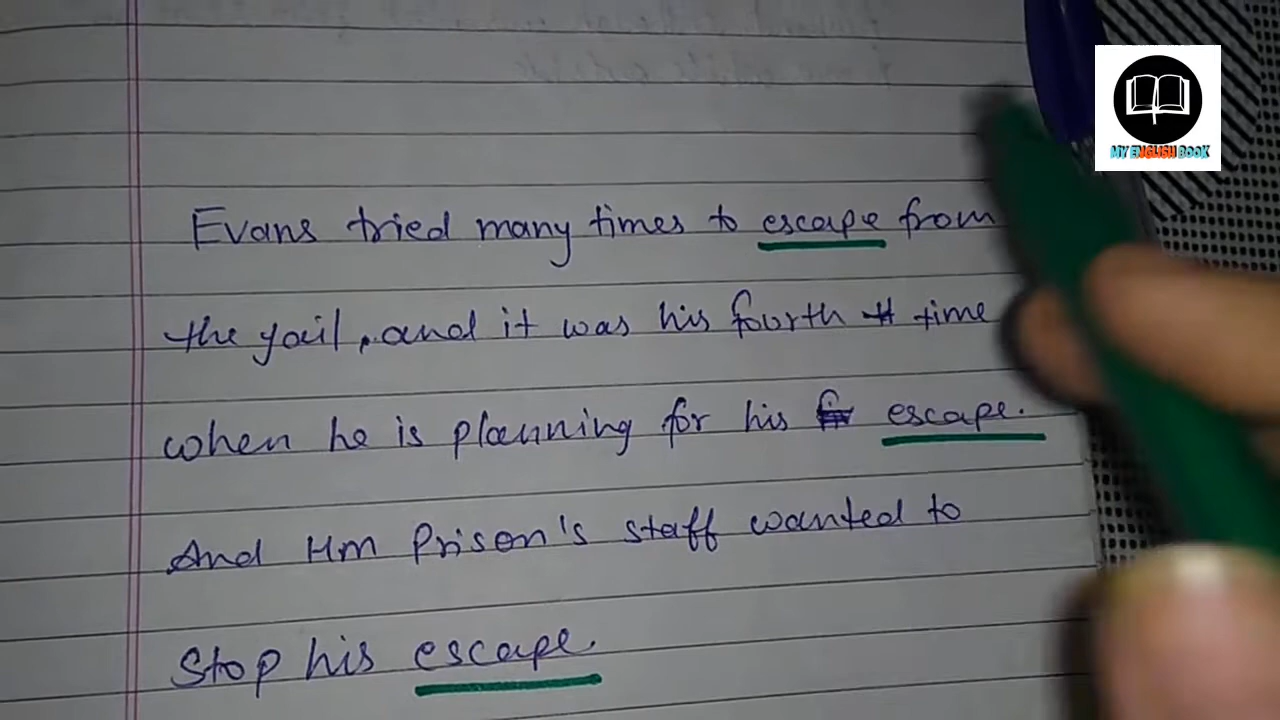 MY ENGLISH BOOK
Evans tried many times to escape from
the jail, and it was his fourth time
when he is planning for his escape.
And HM Prison's staff wanted to
Stop his escape.